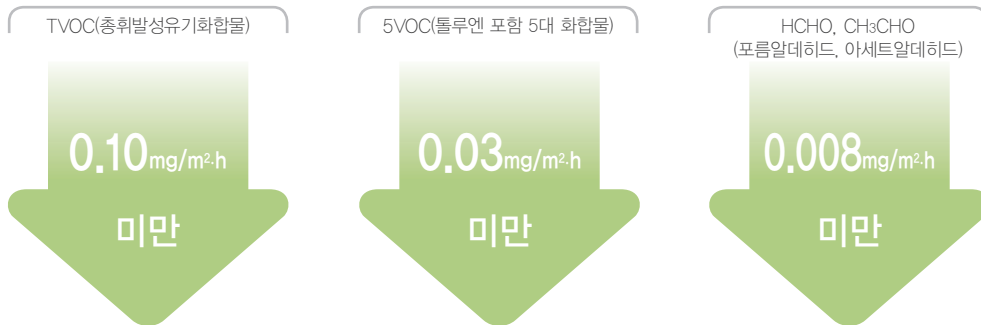 TVOC(총휘발성유기화합물)
0.10mg/m²·h
미만
5VOC(톨루엔 포함 5대 화합물)
0.03mg/m²·h
미만
HCHO, CH₃CHO
(포름알데히드, 아세트알데히드)
0.008mg/m²·h
미만